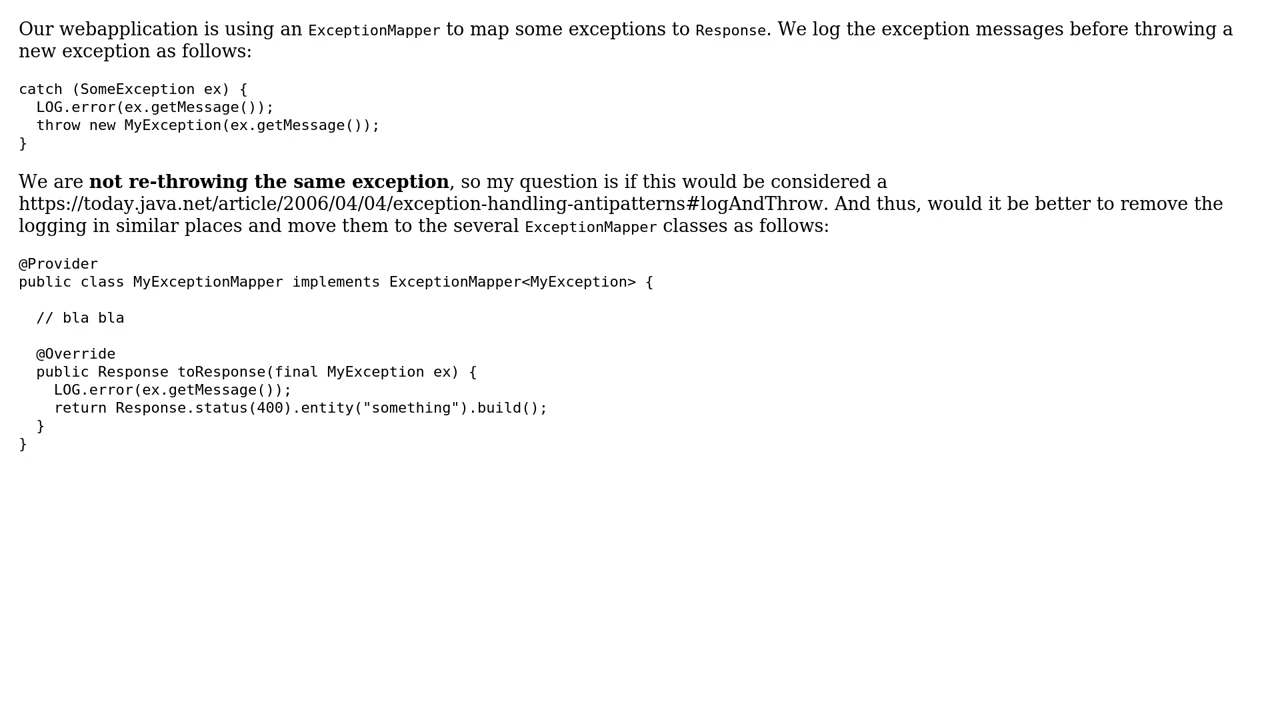 Our webapplication is using an ExceptionMapper to map some exceptions to Response. We log the exception messages before throwing a
new exception as follows:
catch (SomeException ex) {
  LOG.error(ex.getMessage());
  throw new MyException(ex.getMessage());
}
We are not re-throwing the same exception, so my question is if this would be considered a
https://today.java.net/article/2006/04/04/exception-handling-antipatterns#logAndThrow. And thus, would it be better to remove the
logging in similar places and move them to the several ExceptionMapper classes as follows:
@Provider
public class MyExceptionMapper implements ExceptionMapper<MyException> {
  // bla bla
  @Override
  public Response toResponse(final MyException ex) {
    LOG.error(ex.getMessage());
    return Response.status(400).entity("something").build();
  }
}